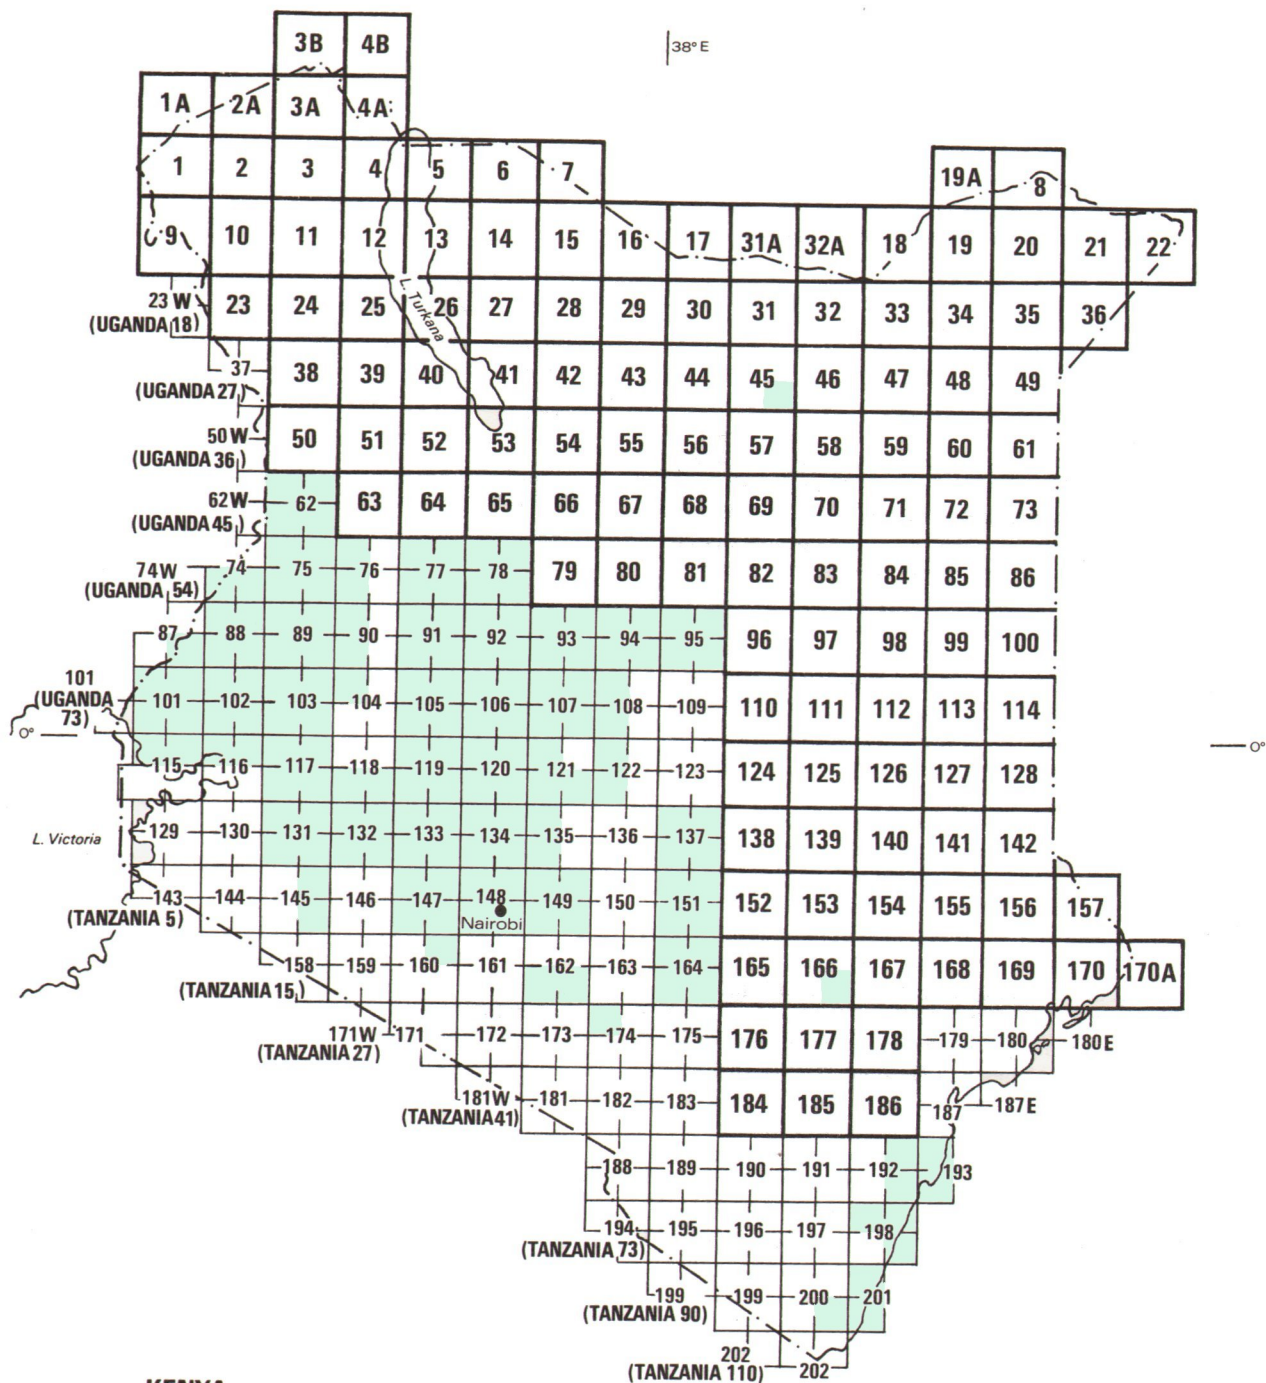 3B 4B
38° E
1A 2A 3A 4A
1 2 3 4 5 6 7 19A 8
9 10 11 12 13 14 15 16 17 31A 32A 18 19 20 21 22
L. Turkana
23 W 23 24 25 26 27 28 29 30 31 32 33 34 35 36
(UGANDA 18)
37 38 39 40 41 42 43 44 45 46 47 48 49
(UGANDA 27)
50 W 50 51 52 53 54 55 56 57 58 59 60 61
(UGANDA 36)
62 W 62 63 64 65 66 67 68 69 70 71 72 73
(UGANDA 45)
74 W 74 75 76 77 78 79 80 81 82 83 84 85 86
(UGANDA 54)
87 88 89 90 91 92 93 94 95 96 97 98 99 100
101
(UGANDA
73)
101 102 103 104 105 106 107 108 109 110 111 112 113 114
0° 0°
115 116 117 118 119 120 121 122 123 124 125 126 127 128
L. Victoria
129 130 131 132 133 134 135 136 137 138 139 140 141 142
143 144 145 146 147 148 149 150 151 152 153 154 155 156 157
(TANZANIA 5)
Nairobi
158 159 160 161 162 163 164 165 166 167 168 169 170 170A
(TANZANIA 15)
171 W 171 172 173 174 175 176 177 178 179 180 180 E
(TANZANIA 27)
181 W 181 182 183 184 185 186 187 187 E
(TANZANIA 41)
188 189 190 191 192 193
194 195 196 197 198
(TANZANIA 73)
199 199 200 201
(TANZANIA 90)
202
(TANZANIA 110) 202
KENYA